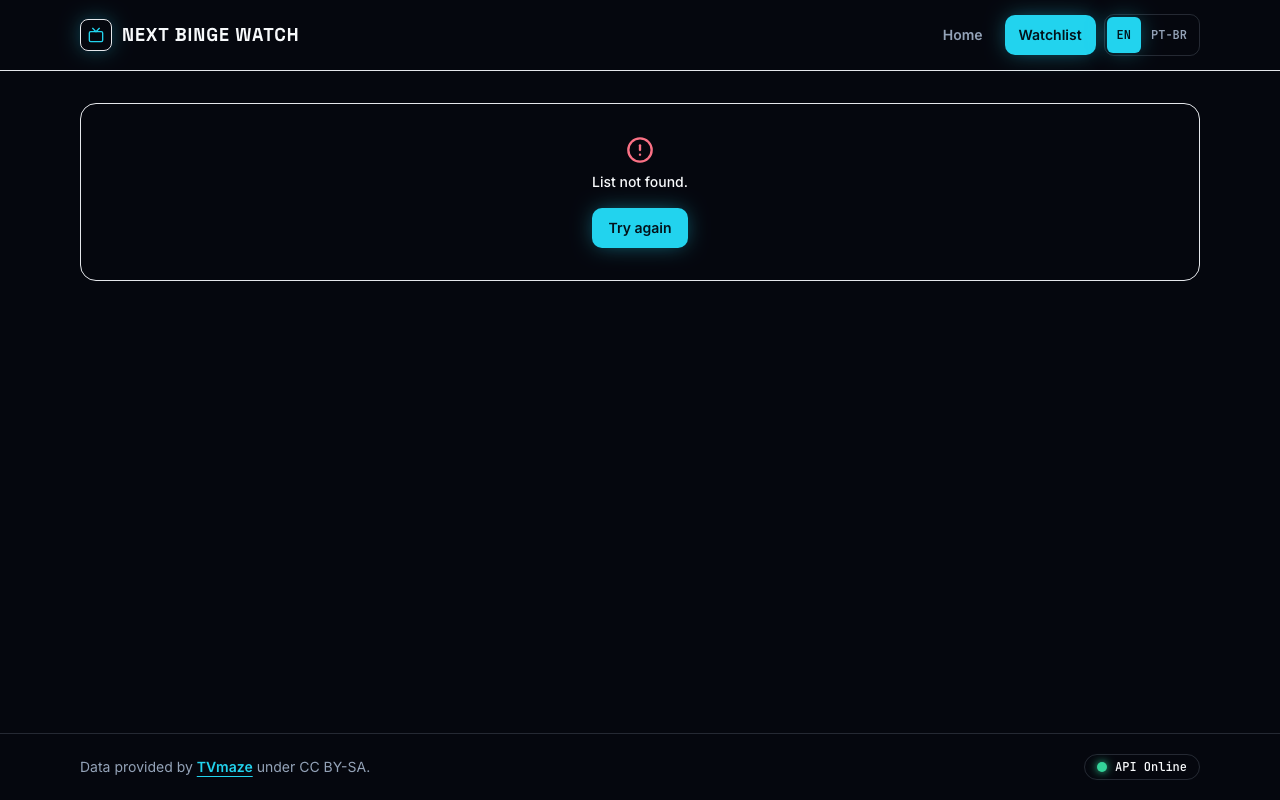 NEXT BINGE WATCH
Home
Watchlist
EN
PT-BR
List not found.
Try again
Data provided by TVmaze under CC BY-SA.
API Online